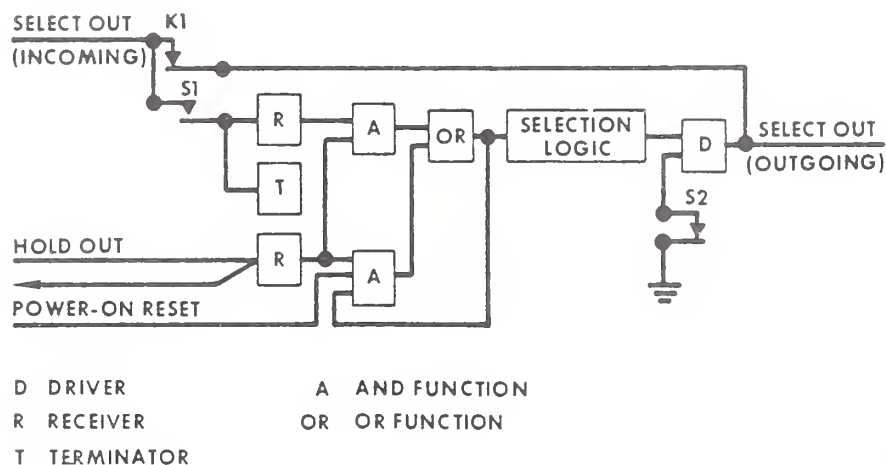 SELECT OUT
K1
(INCOMING)
S1
R
A
OR
SELECTION
LOGIC
D
SELECT OUT
(OUTGOING)
T
S2
HOLD OUT
R
A
POWER-ON RESET
D DRIVER
A AND FUNCTION
R RECEIVER
OR OR FUNCTION
T TERMINATOR